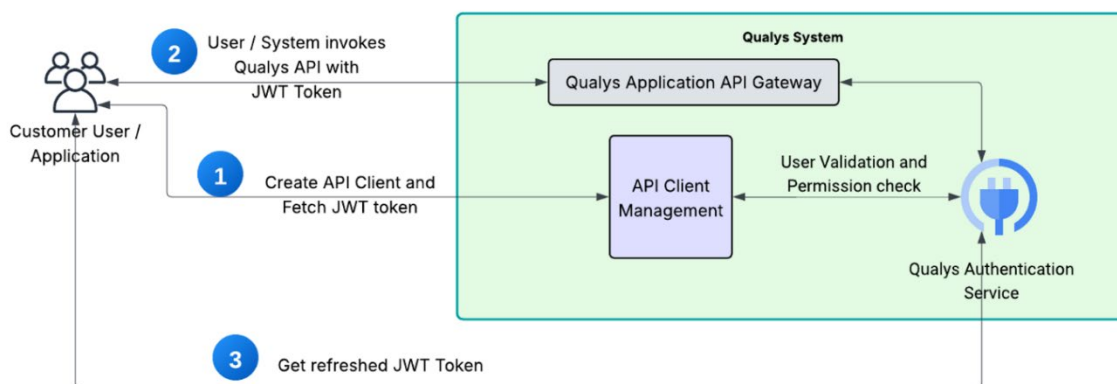 Qualys System
2
User / System invokes
Qualys API with
JWT Token
Qualys Application API Gateway
Customer User /
Application
1
Create API Client and
Fetch JWT token
API Client
Management
User Validation and
Permission check
Qualys Authentication
Service
3
Get refreshed JWT Token